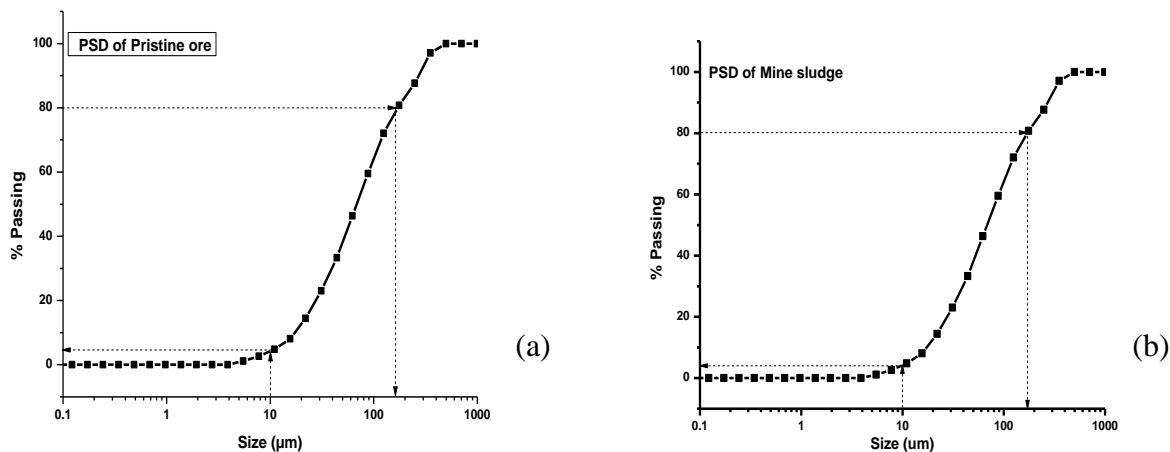 PSD of Pristine ore
% Passing
100
80
60
40
20
0
0.1 1 10 100 1000
Size (µm)
(a)
PSD of Mine sludge
% Passing
100
80
60
40
20
0
0.1 1 10 100 1000
Size (um)
(b)